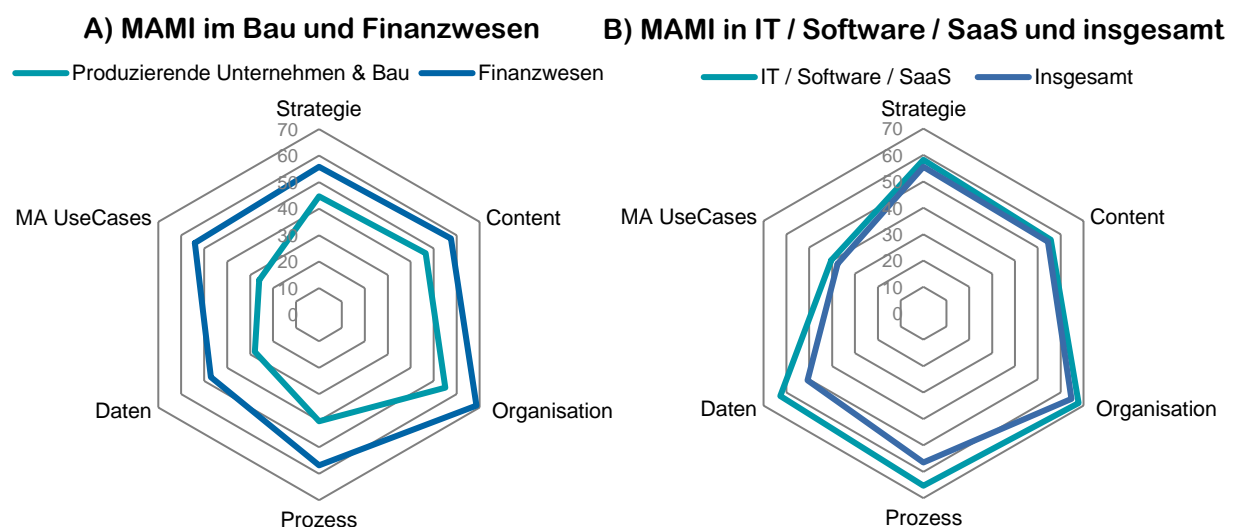 A) MAMI im Bau und Finanzwesen
Produzierende Unternehmen & Bau
Finanzwesen
Strategie
70
60
50
40
30
20
10
0
MA UseCases
Content
Daten
Organisation
Prozess
B) MAMI in IT / Software / SaaS und insgesamt
IT / Software / SaaS
Insgesamt
Strategie
70
60
50
40
30
20
10
0
MA UseCases
Content
Daten
Organisation
Prozess